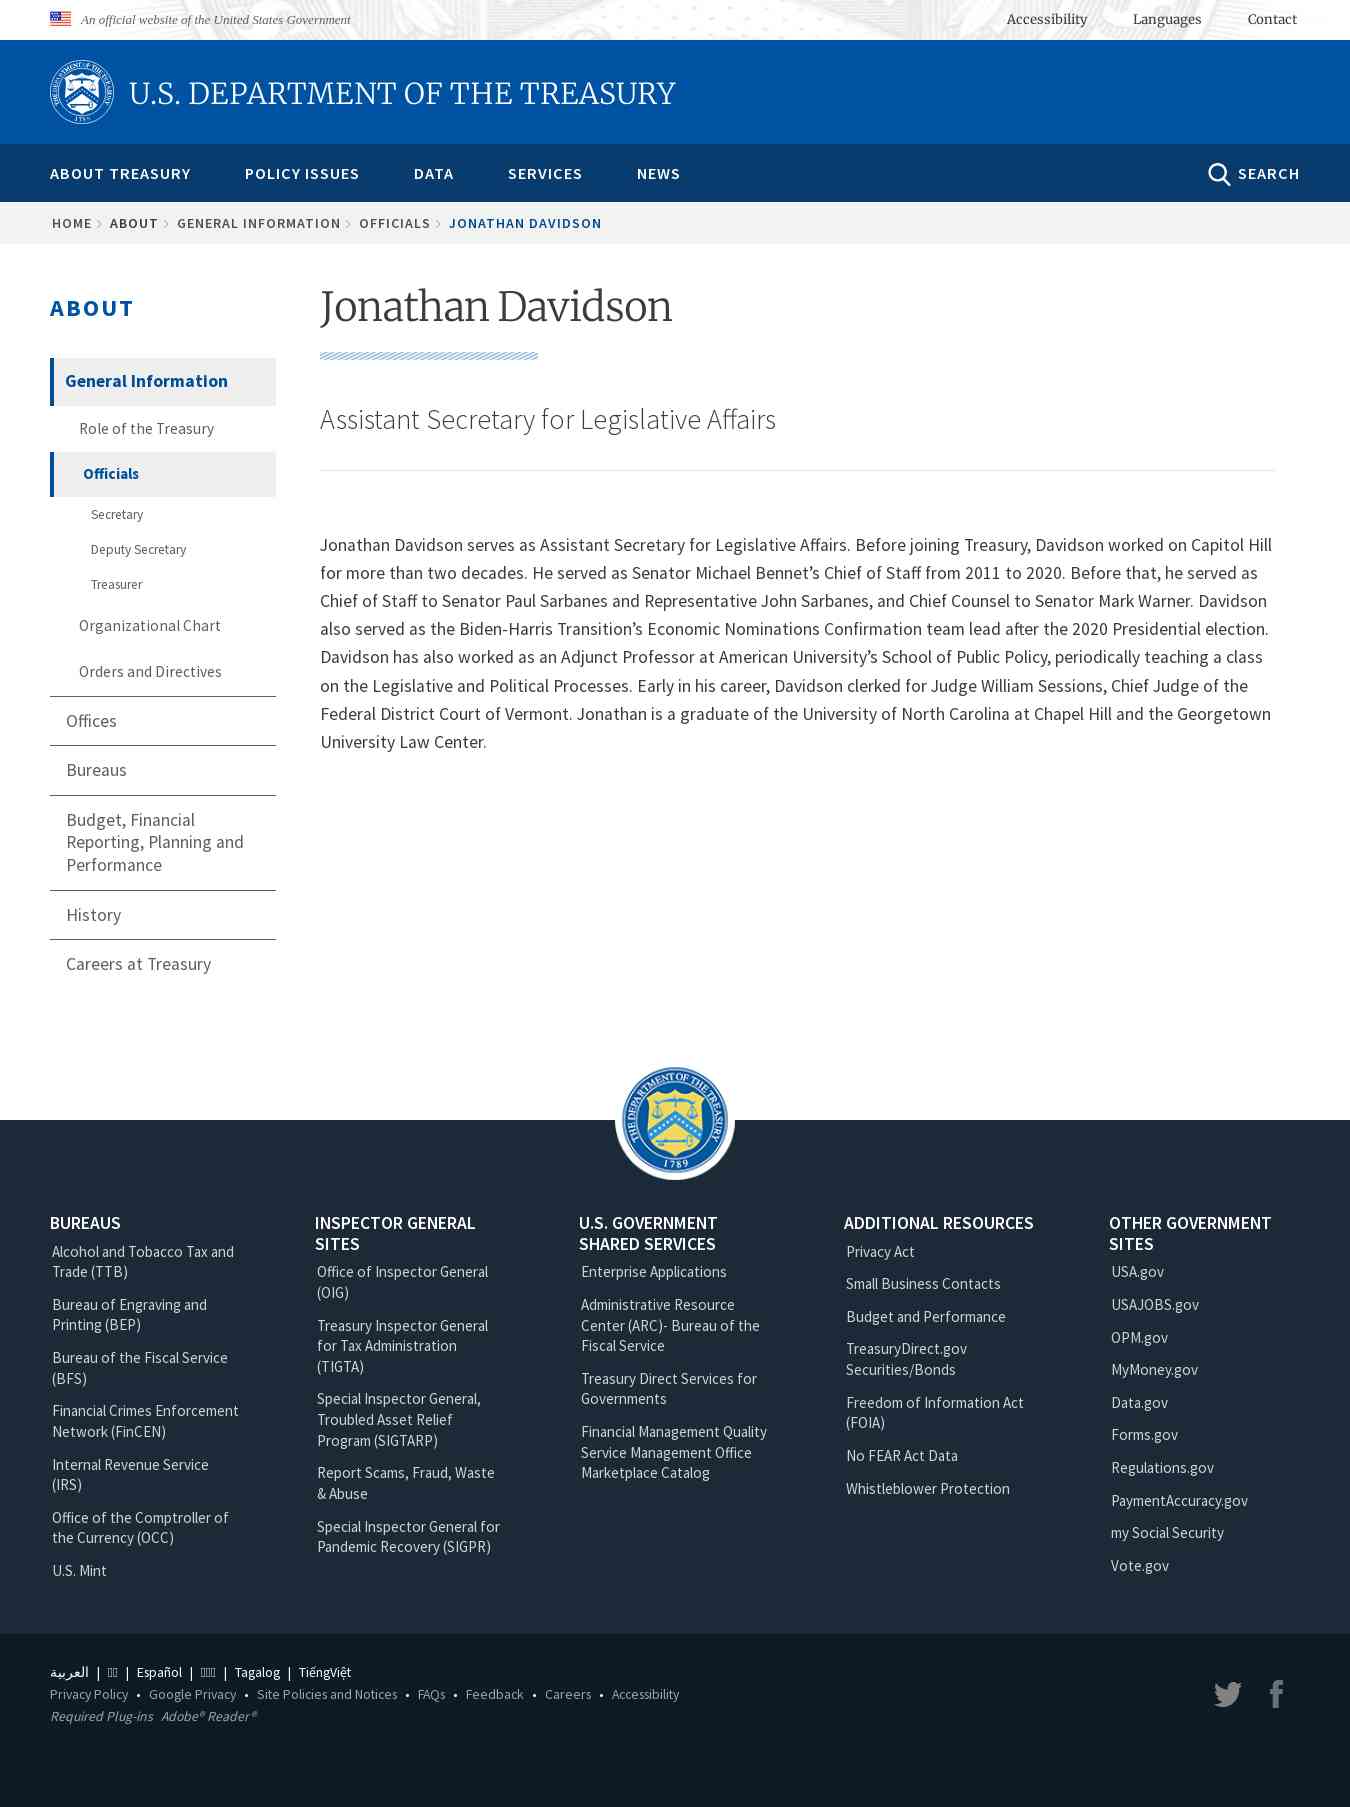 An official website of the United States Government
Accessibility Languages Contact
U.S. DEPARTMENT OF THE TREASURY
ABOUT TREASURY POLICY ISSUES DATA SERVICES NEWS SEARCH
HOME ABOUT GENERAL INFORMATION OFFICIALS JONATHAN DAVIDSON
ABOUT
General Information
Role of the Treasury
Officials
Secretary
Deputy Secretary
Treasurer
Organizational Chart
Orders and Directives
Offices
Bureaus
Budget, Financial
Reporting, Planning and
Performance
History
Careers at Treasury
Jonathan Davidson
Assistant Secretary for Legislative Affairs
Jonathan Davidson serves as Assistant Secretary for Legislative Affairs. Before joining Treasury, Davidson worked on Capitol Hill
for more than two decades. He served as Senator Michael Bennet’s Chief of Staff from 2011 to 2020. Before that, he served as
Chief of Staff to Senator Paul Sarbanes and Representative John Sarbanes, and Chief Counsel to Senator Mark Warner. Davidson
also served as the Biden-Harris Transition’s Economic Nominations Confirmation team lead after the 2020 Presidential election.
Davidson has also worked as an Adjunct Professor at American University’s School of Public Policy, periodically teaching a class
on the Legislative and Political Processes. Early in his career, Davidson clerked for Judge William Sessions, Chief Judge of the
Federal District Court of Vermont. Jonathan is a graduate of the University of North Carolina at Chapel Hill and the Georgetown
University Law Center.
THE DEPARTMENT OF THE TREASURY
1789
BUREAUS
Alcohol and Tobacco Tax and
Trade (TTB)
Bureau of Engraving and
Printing (BEP)
Bureau of the Fiscal Service
(BFS)
Financial Crimes Enforcement
Network (FinCEN)
Internal Revenue Service
(IRS)
Office of the Comptroller of
the Currency (OCC)
U.S. Mint
INSPECTOR GENERAL
SITES
Office of Inspector General
(OIG)
Treasury Inspector General
for Tax Administration
(TIGTA)
Special Inspector General,
Troubled Asset Relief
Program (SIGTARP)
Report Scams, Fraud, Waste
& Abuse
Special Inspector General for
Pandemic Recovery (SIGPR)
U.S. GOVERNMENT
SHARED SERVICES
Enterprise Applications
Administrative Resource
Center (ARC)- Bureau of the
Fiscal Service
Treasury Direct Services for
Governments
Financial Management Quality
Service Management Office
Marketplace Catalog
ADDITIONAL RESOURCES
Privacy Act
Small Business Contacts
Budget and Performance
TreasuryDirect.gov
Securities/Bonds
Freedom of Information Act
(FOIA)
No FEAR Act Data
Whistleblower Protection
OTHER GOVERNMENT
SITES
USA.gov
USAJOBS.gov
OPM.gov
MyMoney.gov
Data.gov
Forms.gov
Regulations.gov
PaymentAccuracy.gov
my Social Security
Vote.gov
العربية | | Español | | Tagalog | TiếngViệt
Privacy Policy • Google Privacy • Site Policies and Notices • FAQs • Feedback • Careers • Accessibility
Required Plug-ins Adobe® Reader®